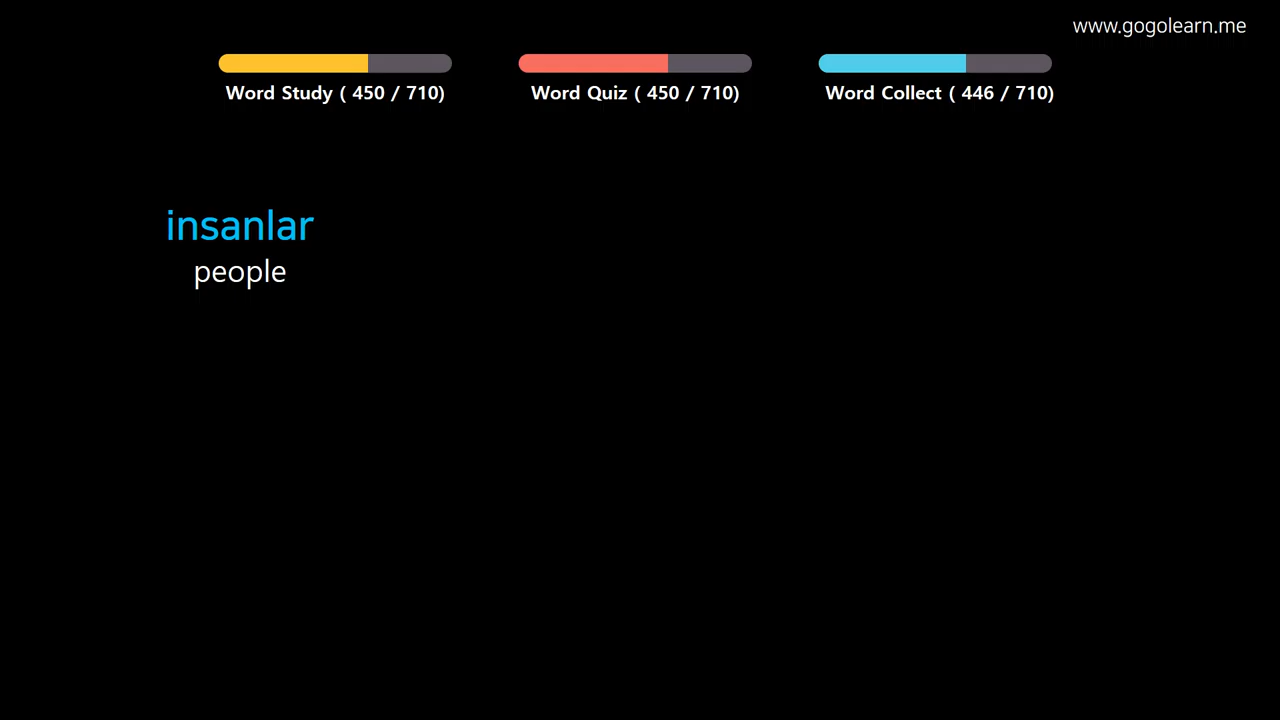 www.gogolearn.me
Word Study ( 450 / 710)
Word Quiz ( 450 / 710)
Word Collect ( 446 / 710)
insanlar
people